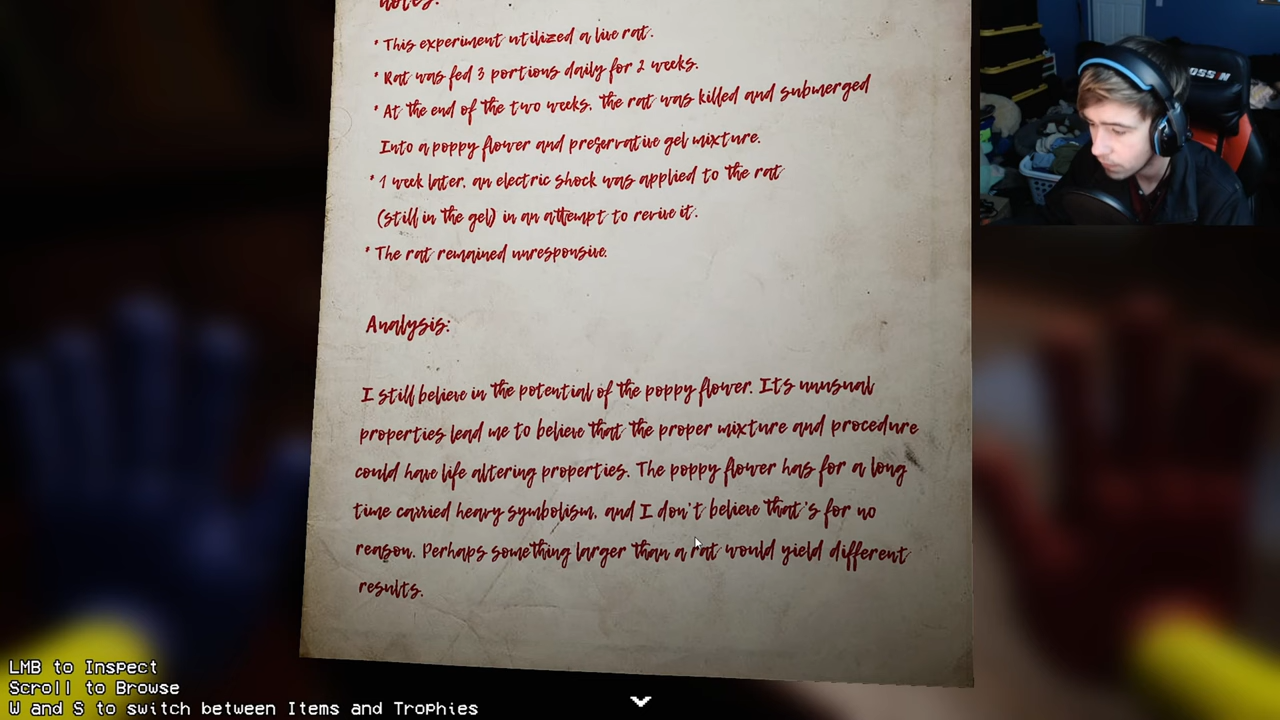 notes:
* This experiment utilized a live rat.
* Rat was fed 3 portions daily for 2 weeks.
* At the end of the two weeks, the rat was killed and submerged
Into a poppy flower and preservative gel mixture.
* 1 week later, an electric shock was applied to the rat
(still in the gel) in an attempt to revive it.
* The rat remained unresponsive.
Analysis:
I still believe in the potential of the poppy flower. Its unusual
properties lead me to believe that the proper mixture and procedure
could have life altering properties. The poppy flower has for a long
time carried heavy symbolism, and I don't believe that's for no
reason. Perhaps something larger than a rat would yield different
results.
LMB to Inspect
Scroll to Browse
W and S to switch between Items and Trophies